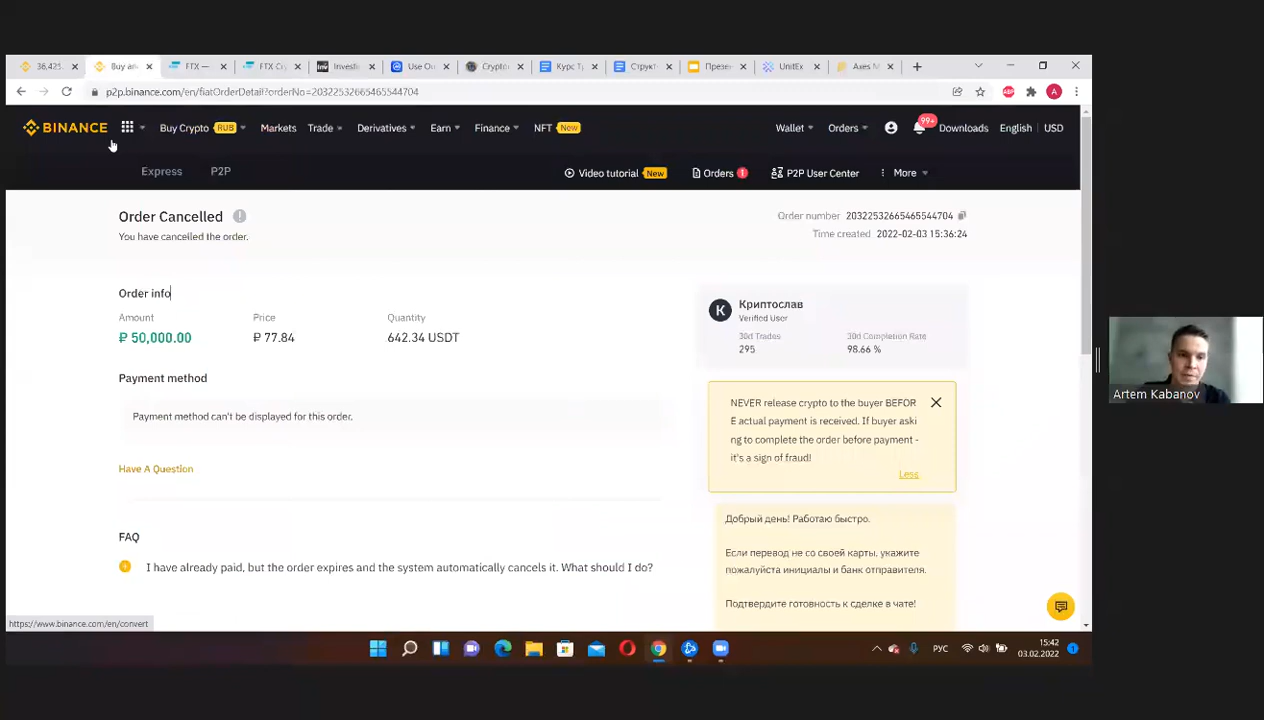 36,425
Buy an
FTX —
FTX Cr
Investi
Use O
Crypto
Курс Т
Структ
Презе
UnitEx
Axes M
p2p.binance.com/en/fiatOrderDetail?orderNo=20322532665465544704
BINANCE
Buy Crypto RUB
Markets
Trade
Derivatives
Earn
Finance
NFT New
Wallet
Orders
99+
Downloads
English
USD
Express
P2P
Video tutorial New
Orders 1
P2P User Center
More
Order Cancelled
You have cancelled the order.
Order number 20322532665465544704
Time created 2022-02-03 15:36:24
Order info
Amount Price Quantity
₽ 50,000.00 ₽ 77.84 642.34 USDT
Payment method
Payment method can't be displayed for this order.
Have A Question
FAQ
I have already paid, but the order expires and the system automatically cancels it. What should I do?
K
Криптослав
Verified User
30d Trades 30d Completion Rate
295 98.66 %
NEVER release crypto to the buyer BEFOR
E actual payment is received. If buyer aski
ng to complete the order before payment -
it's a sign of fraud!
Less
Добрый день! Работаю быстро.
Если перевод не со своей карты, укажите
пожалуйста инициалы и банк отправителя.
Подтвердите готовность к сделке в чате!
https://www.binance.com/en/convert
РУС
15:42
03.02.2022
Artem Kabanov